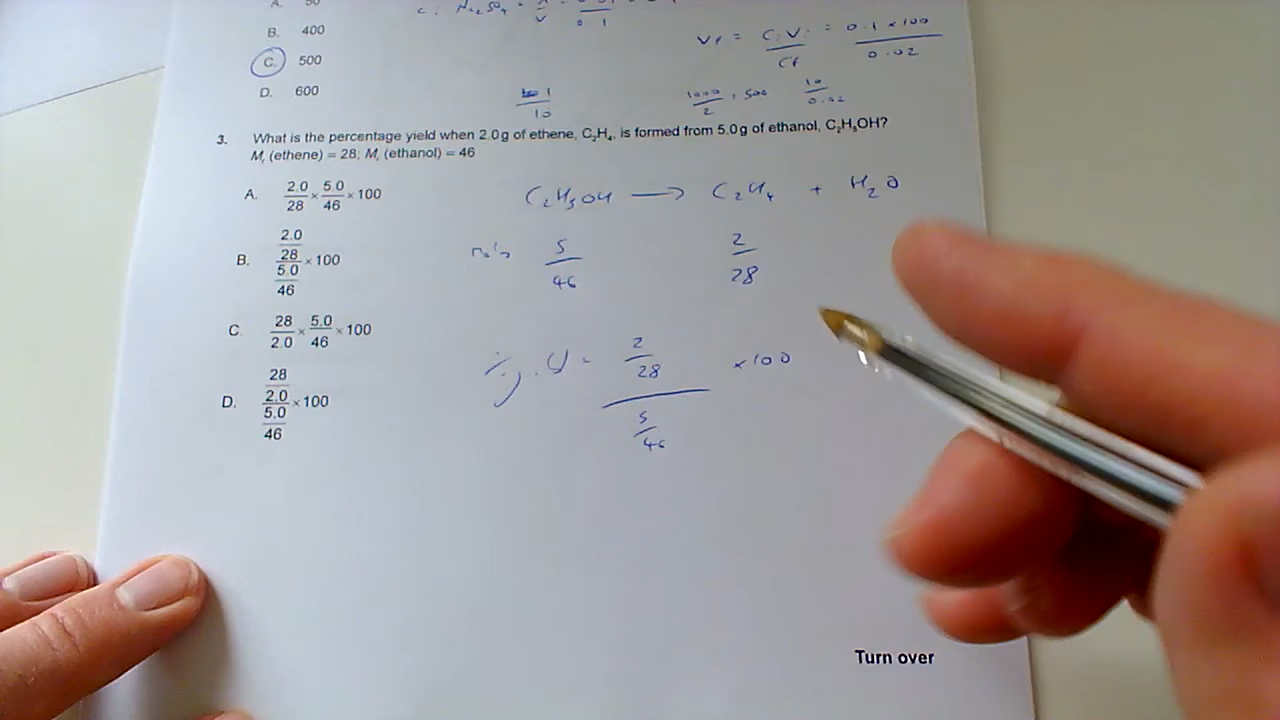 A. 50
B. 400
C. 500
D. 600
Vf = CiVi / Cf = 0.1 × 100 / 0.02
1 / 10
1000 / 2 = 500
10 / 0.02
3. What is the percentage yield when 2.0 g of ethene, C₂H₄, is formed from 5.0 g of ethanol, C₂H₅OH?
Mr (ethene) = 28; Mr (ethanol) = 46
A. 2.0/28 × 5.0/46 × 100
C₂H₅OH ⟶ C₂H₄ + H₂O
B. (2.0/28) / (5.0/46) × 100
5/46
2/28
C. 28/2.0 × 5.0/46 × 100
D. (28/2.0) / (5.0/46) × 100
(2/28) / (5/46) × 100
Turn over